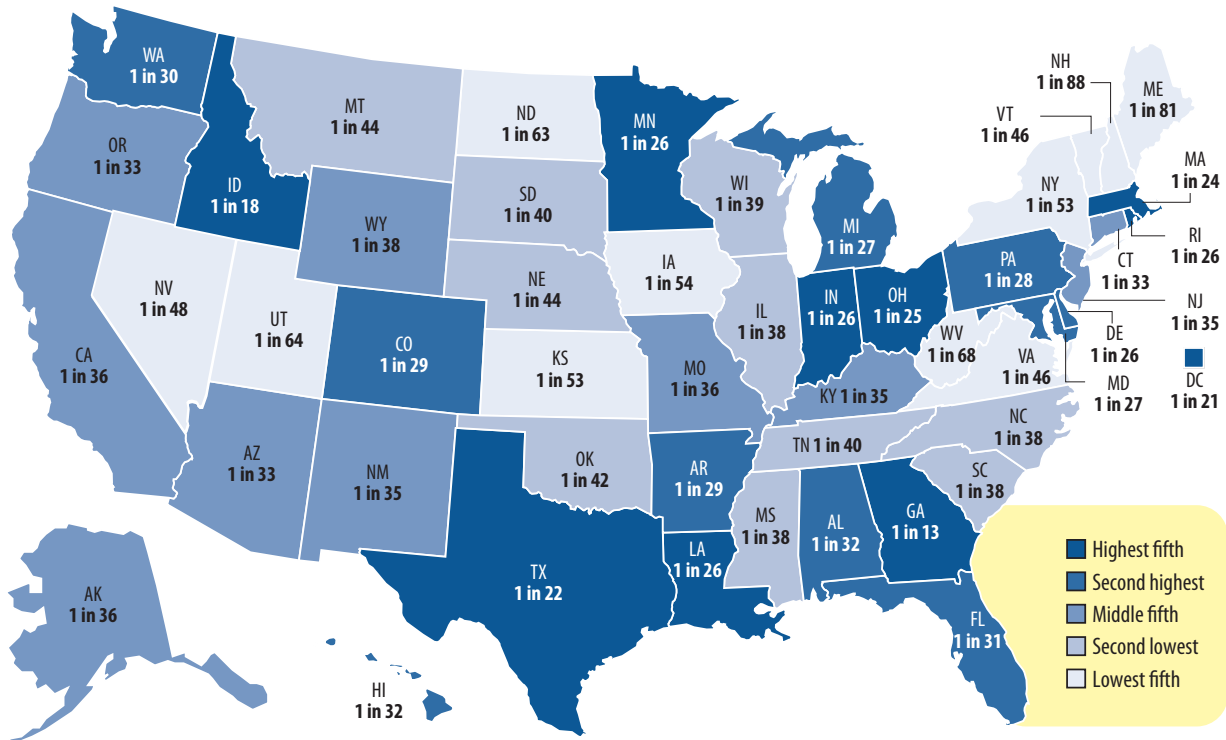 WA
1 in 30
OR
1 in 33
ID
1 in 18
MT
1 in 44
ND
1 in 63
MN
1 in 26
SD
1 in 40
WY
1 in 38
NE
1 in 44
IA
1 in 54
WI
1 in 39
MI
1 in 27
NH
1 in 88
VT
1 in 46
ME
1 in 81
MA
1 in 24
NY
1 in 53
RI
1 in 26
CT
1 in 33
PA
1 in 28
NJ
1 in 35
DE
1 in 26
MD
1 in 27
DC
1 in 21
NV
1 in 48
UT
1 in 64
CO
1 in 29
CA
1 in 36
KS
1 in 53
MO
1 in 36
IL
1 in 38
IN
1 in 26
OH
1 in 25
WV
1 in 68
VA
1 in 46
KY 1 in 35
AZ
1 in 33
NM
1 in 35
OK
1 in 42
AR
1 in 29
TN 1 in 40
NC
1 in 38
SC
1 in 38
MS
1 in 38
AL
1 in 32
GA
1 in 13
LA
1 in 26
TX
1 in 22
FL
1 in 31
AK
1 in 36
HI
1 in 32
Highest fifth
Second highest
Middle fifth
Second lowest
Lowest fifth